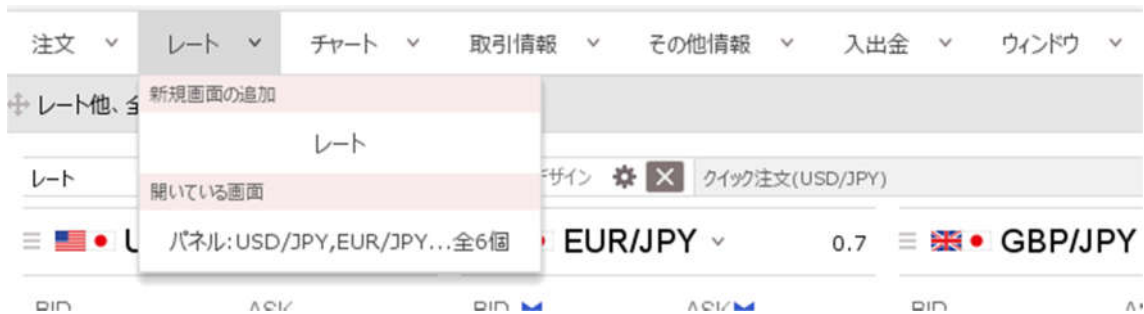 注文 レート チャート 取引情報 その他情報 入出金 ウィンドウ
新規画面の追加
レート他、全
レート
開いている画面
パネル:USD/JPY,EUR/JPY...全6個
レート
デザイン
クイック注文(USD/JPY)
U
EUR/JPY
0.7
GBP/JPY
BID ASK BID ASK BID